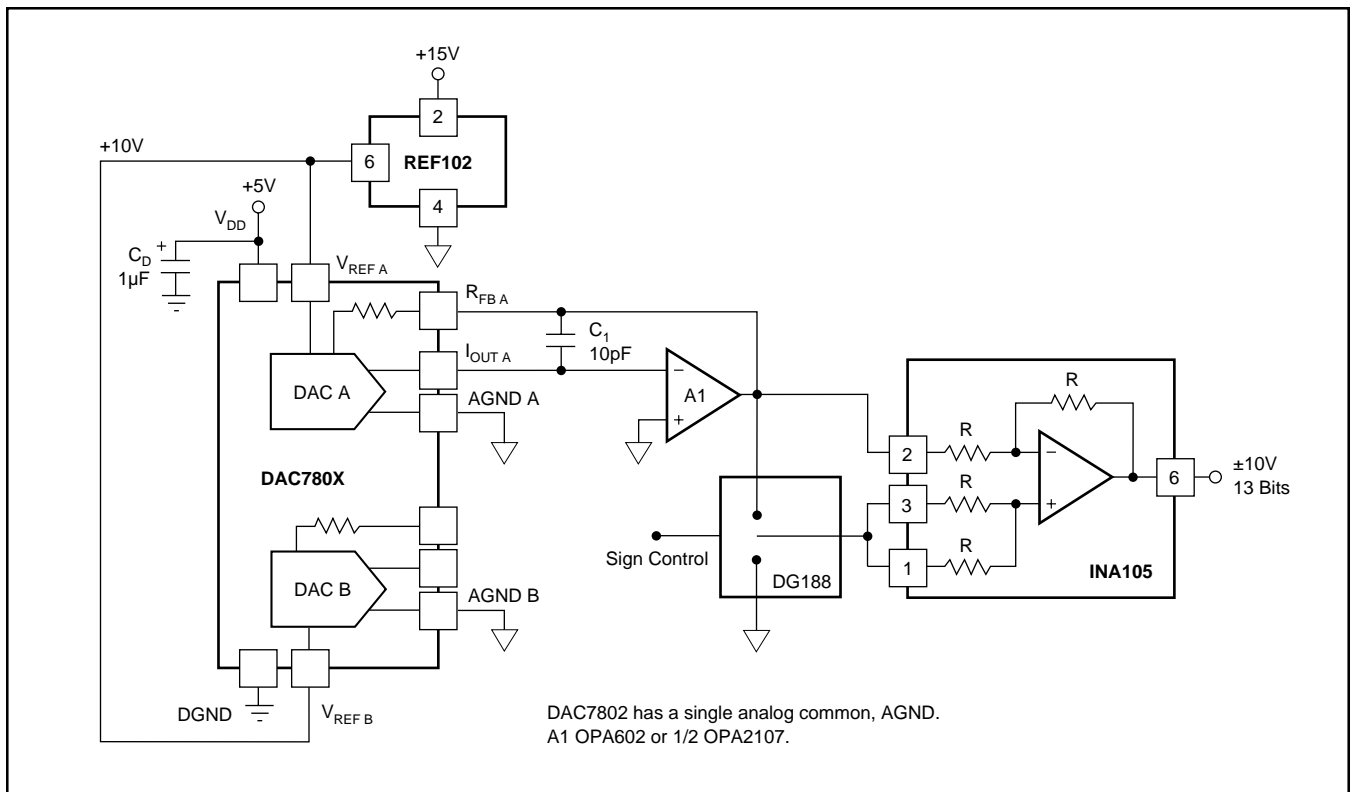 +15V
2
+10V
6
REF102
+5V
4
V_DD
C_D
+
1µF
V_REF A
R_FB A
C_1
10pF
I_OUT A
DAC A
AGND A
−
A1
+
R
R
2
−
6
±10V
13 Bits
DAC780X
3
R
+
Sign Control
1
R
INA105
DG188
DAC B
AGND B
DGND
V_REF B
DAC7802 has a single analog common, AGND.
A1 OPA602 or 1/2 OPA2107.